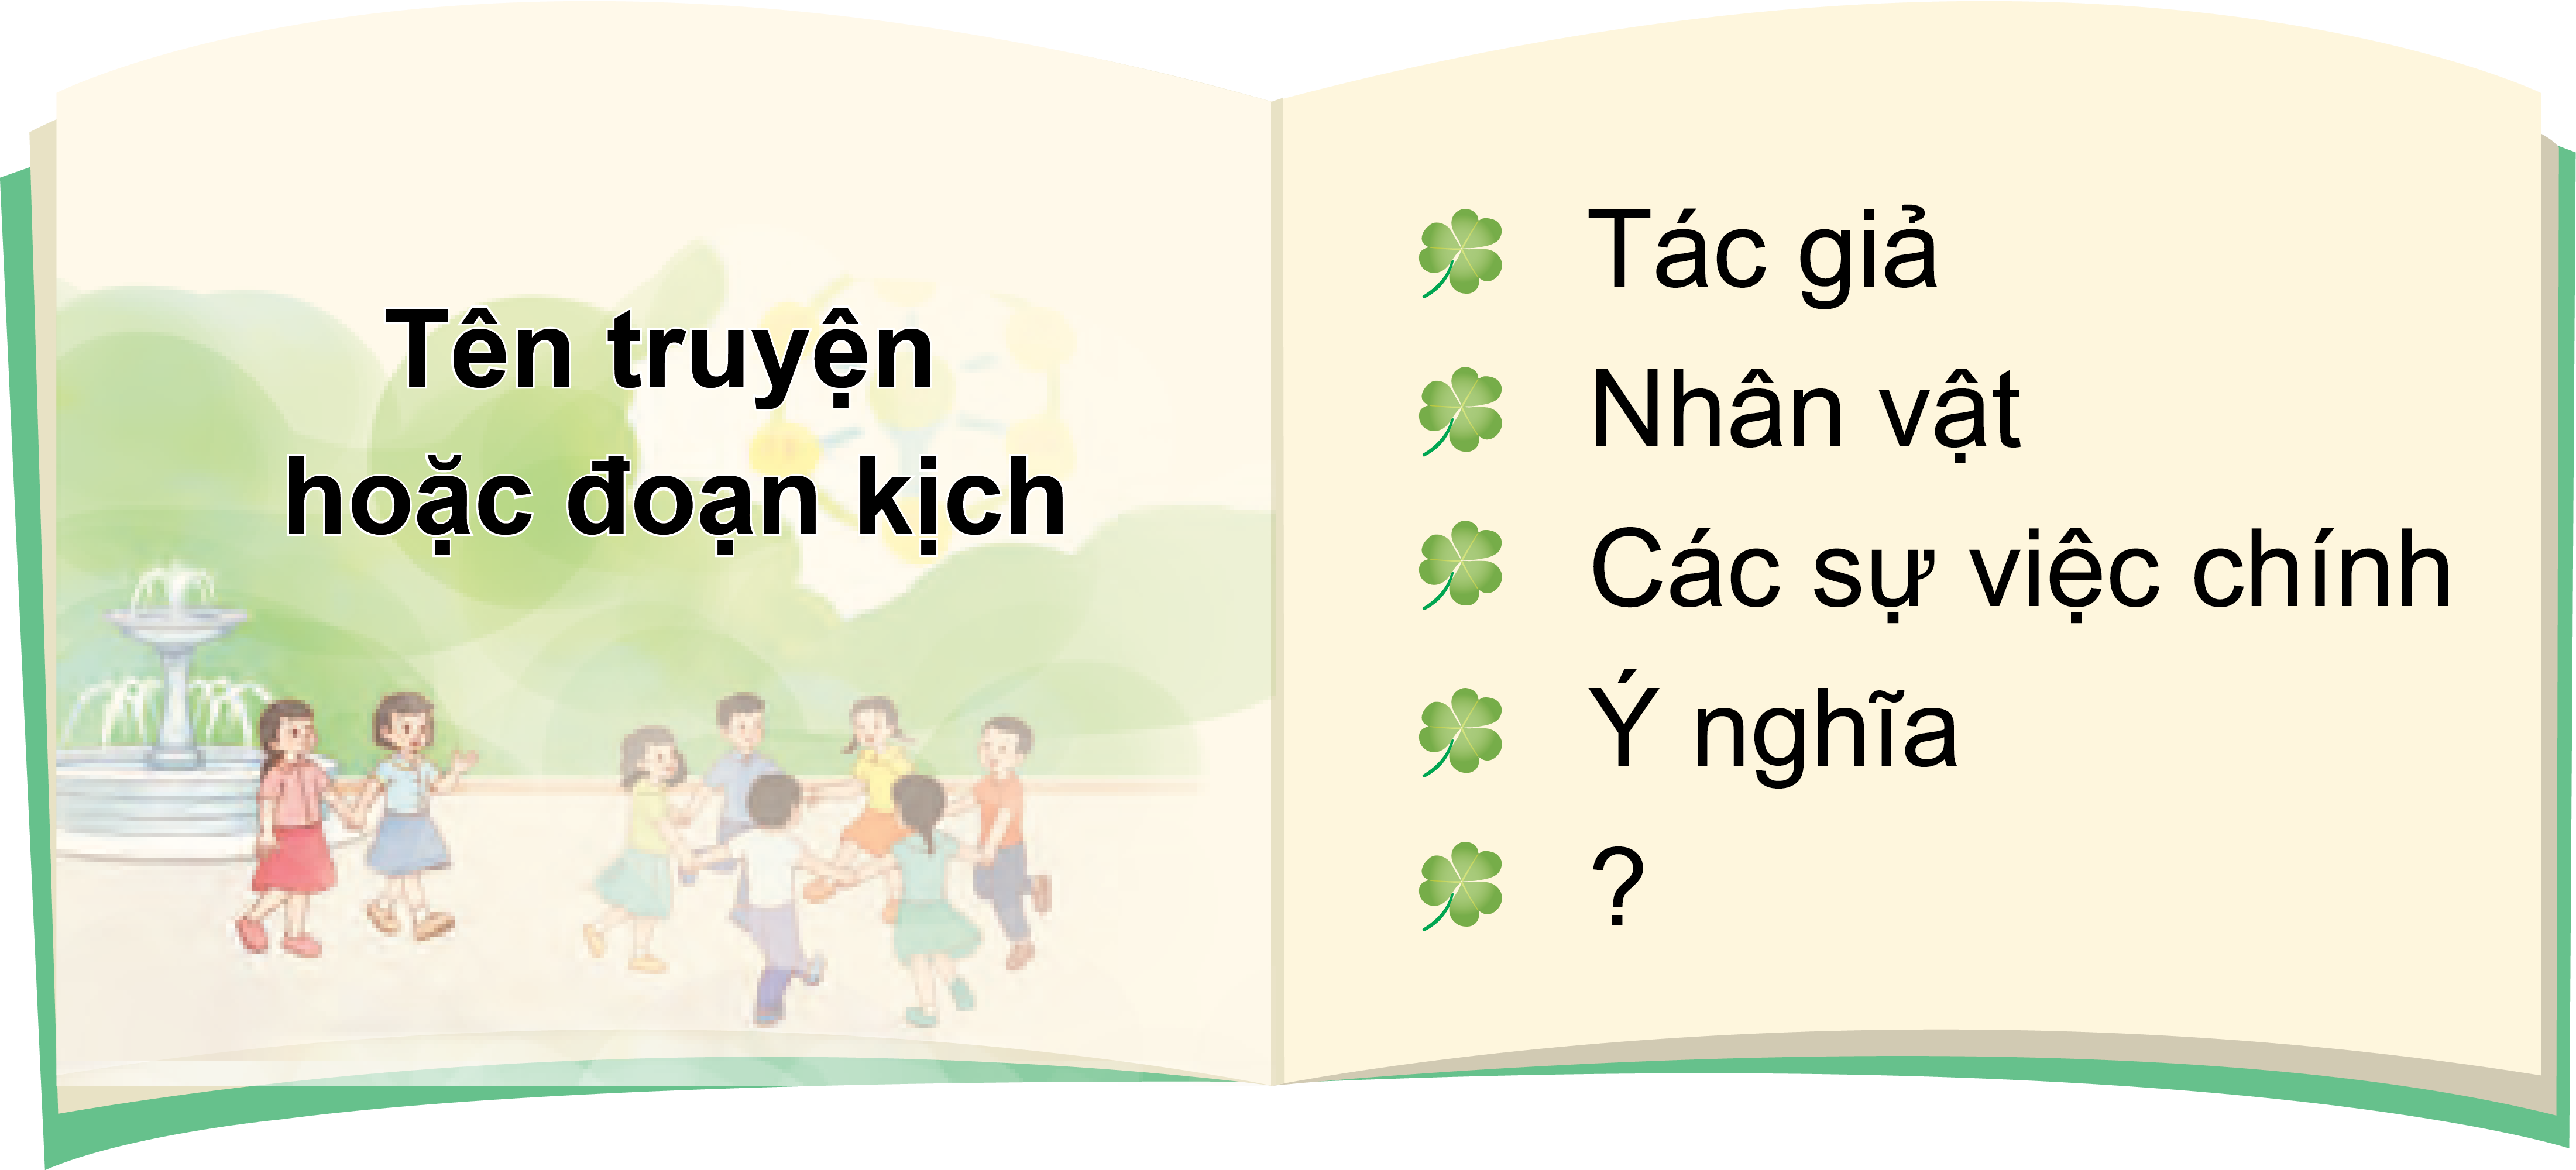 Tên truyện
hoặc đoạn kịch
Tác giả
Nhân vật
Các sự việc chính
Ý nghĩa
?